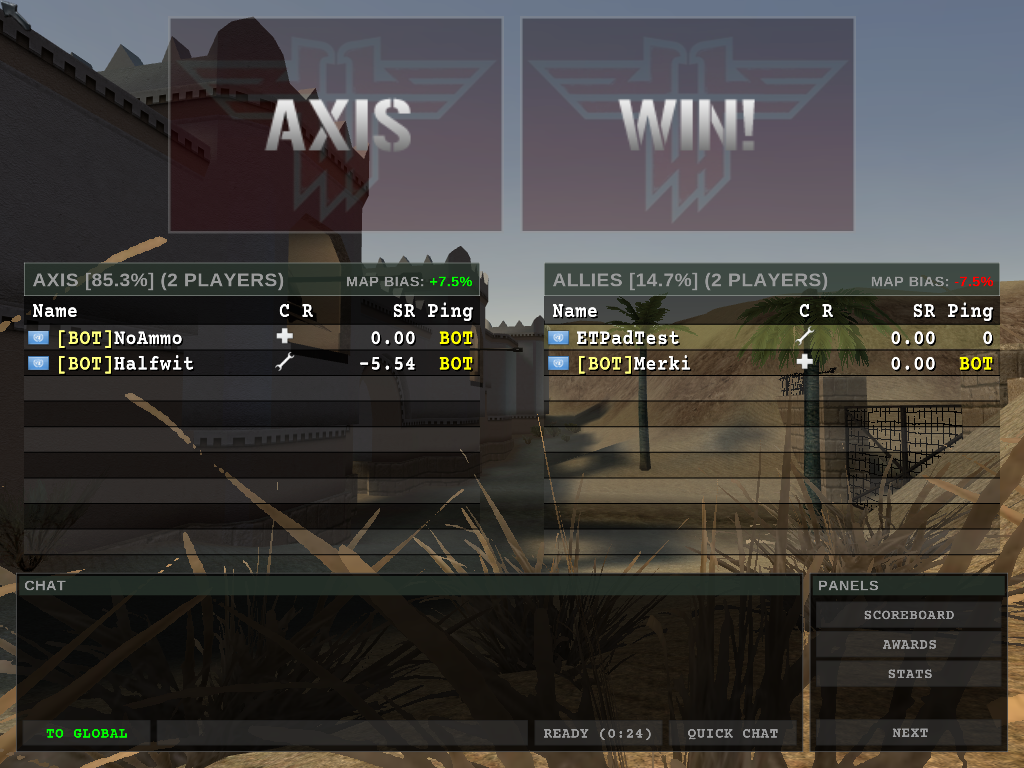 AXIS WIN!
AXIS [85.3%] (2 PLAYERS) MAP BIAS: +7.5%
Name C R SR Ping
[BOT]NoAmmo 0.00 BOT
[BOT]Halfwit -5.54 BOT
ALLIES [14.7%] (2 PLAYERS) MAP BIAS: -7.5%
Name C R SR Ping
ETPadTest 0.00 0
[BOT]Merki 0.00 BOT
CHAT
TO GLOBAL READY (0:24) QUICK CHAT
PANELS
SCOREBOARD
AWARDS
STATS
NEXT